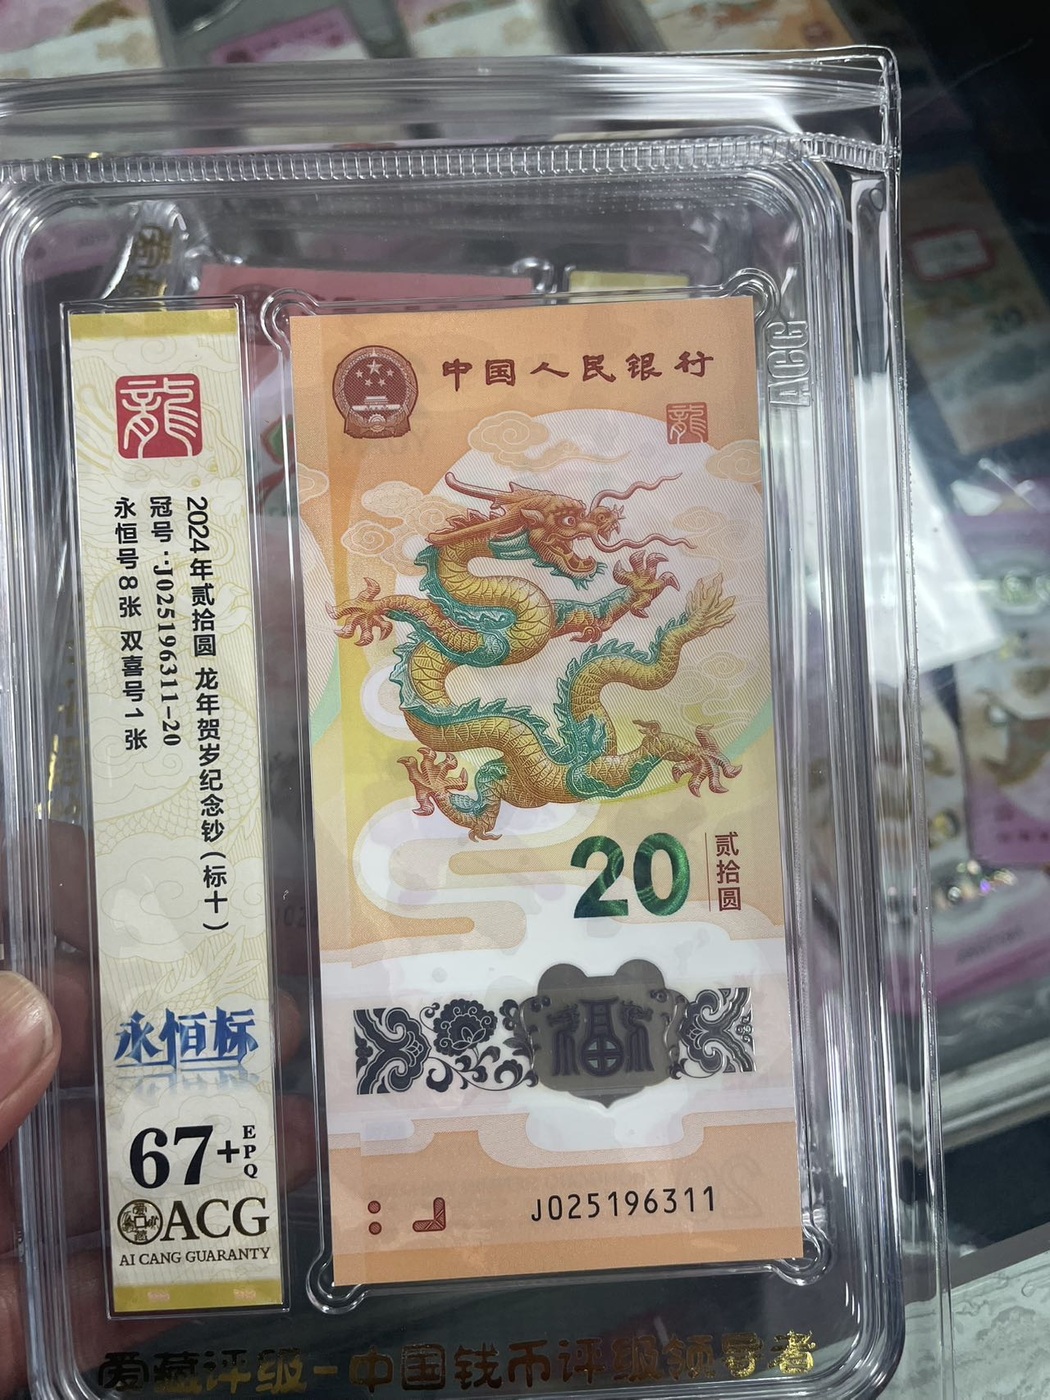 龍
2024年贰拾圆 龙年贺岁纪念钞(标十)
冠号:J025196311-20
永恒号8张 双喜号1张
永恒标
67+
EPQ
ACG
AI CANG GUARANTY
中国人民银行
龍
20
贰拾圆
福
J025196311
ACG
爱藏评级-中国钱币评级领导者